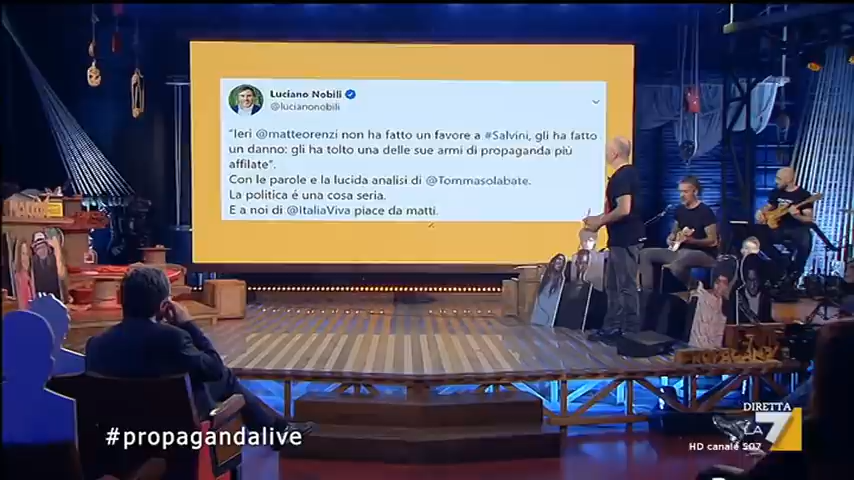 Luciano Nobili
@lucianonobili
"Ieri @matteorenzi non ha fatto un favore a #Salvini, gli ha fatto
un danno: gli ha tolto una delle sue armi di propaganda più
affilate".
Con le parole e la lucida analisi di @Tommasolabate.
La politica é una cosa seria.
E a noi di @ItaliaViva piace da matti.
#propagandalive
DIRETTA
LA 7
HD canale 507